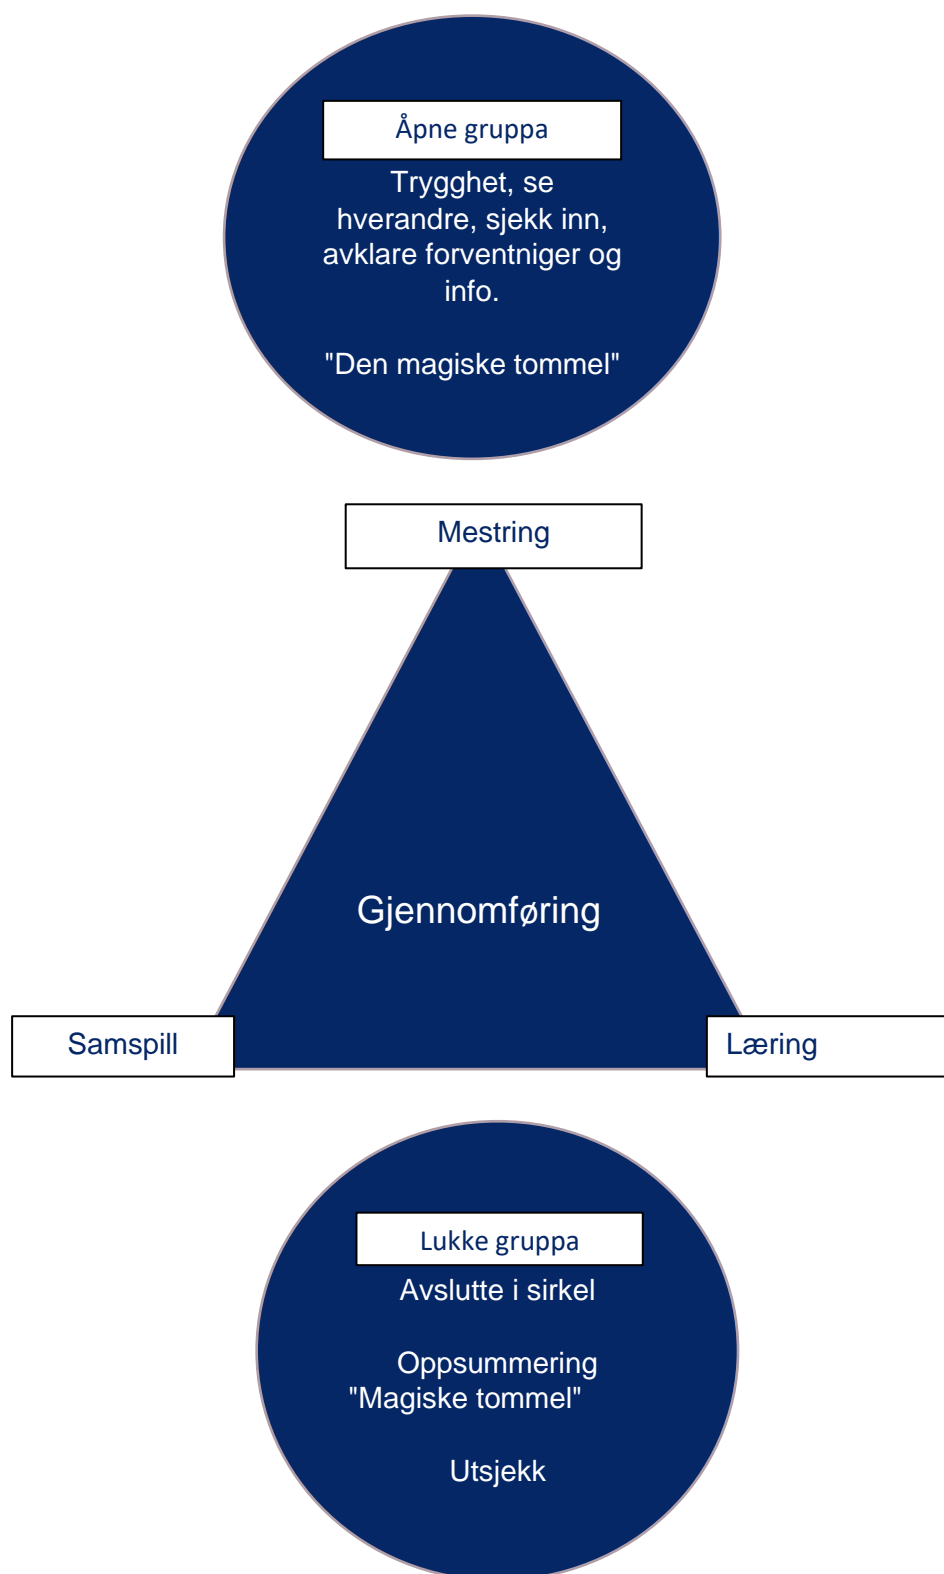 Åpne gruppa
Trygghet, se
hverandre, sjekk inn,
avklare forventniger og
info.
"Den magiske tommel"
Mestring
Gjennomføring
Samspill
Læring
Lukke gruppa
Avslutte i sirkel
Oppsummering
"Magiske tommel"
Utsjekk